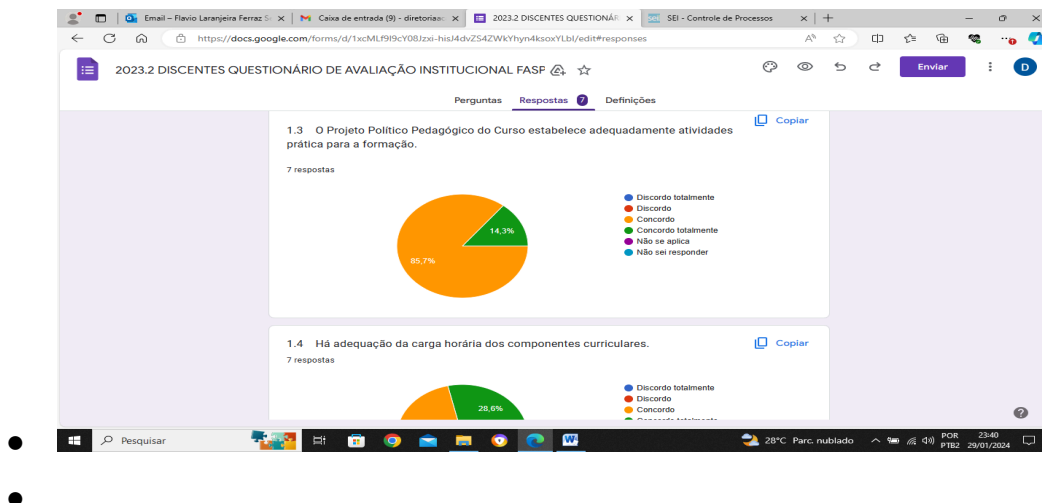 Email – Flavio Laranjeira Ferraz S
Caixa de entrada (9) - diretoriaac
2023.2 DISCENTES QUESTIONÁR
SEI - Controle de Processos
https://docs.google.com/forms/d/1xcMLf9I9cY08Jzxi-hisJ4dvZS4ZWkYhyn4ksoxYLbI/edit#responses
2023.2 DISCENTES QUESTIONÁRIO DE AVALIAÇÃO INSTITUCIONAL FASP
Enviar
D
Perguntas Respostas 7 Definições
1.3 O Projeto Político Pedagógico do Curso estabelece adequadamente atividades
prática para a formação.
Copiar
7 respostas
14,3%
85,7%
Discordo totalmente
Discordo
Concordo
Concordo totalmente
Não se aplica
Não sei responder
1.4 Há adequação da carga horária dos componentes curriculares.
Copiar
7 respostas
28,6%
Discordo totalmente
Discordo
Concordo
Concordo totalmente
Pesquisar
28°C Parc. nublado
POR
PTB2
23:40
29/01/2024